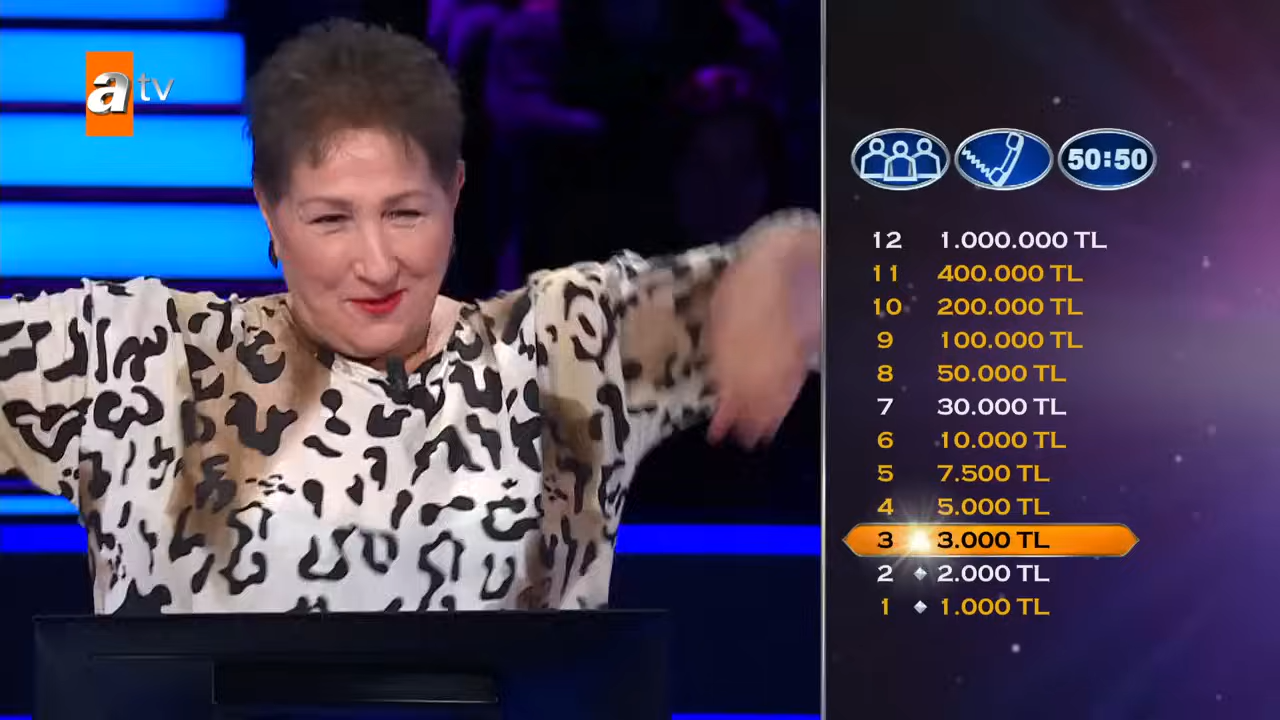 a tv
50:50
12 1.000.000 TL
11 400.000 TL
10 200.000 TL
9 100.000 TL
8 50.000 TL
7 30.000 TL
6 10.000 TL
5 7.500 TL
4 5.000 TL
3 3.000 TL
2 2.000 TL
1 1.000 TL